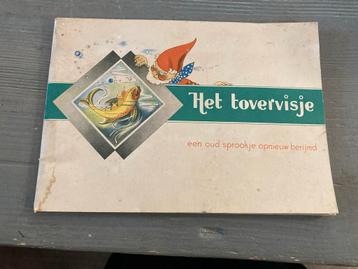 Het tovervisje
een oud sprookje opnieuw berijmd